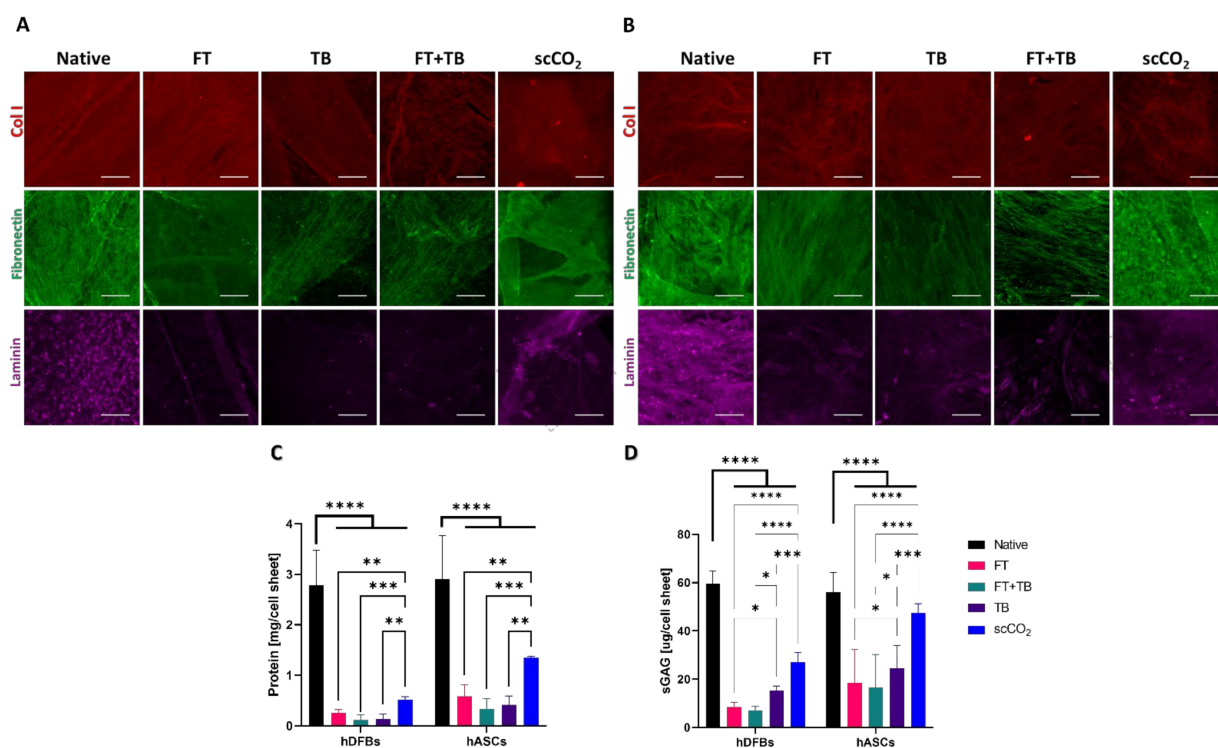 A
Native FT TB FT+TB scCO₂
Col I
Fibronectin
Laminin
B
Native FT TB FT+TB scCO₂
Col I
Fibronectin
Laminin
C
Protein [mg/cell sheet]
4
3
2
1
0
****
**
***
**
****
**
***
**
hDFBs hASCs
D
sGAG [ug/cell sheet]
80
60
40
20
0
****
****
****
***
*
*
****
****
****
***
*
*
hDFBs hASCs
Native
FT
FT+TB
TB
scCO₂